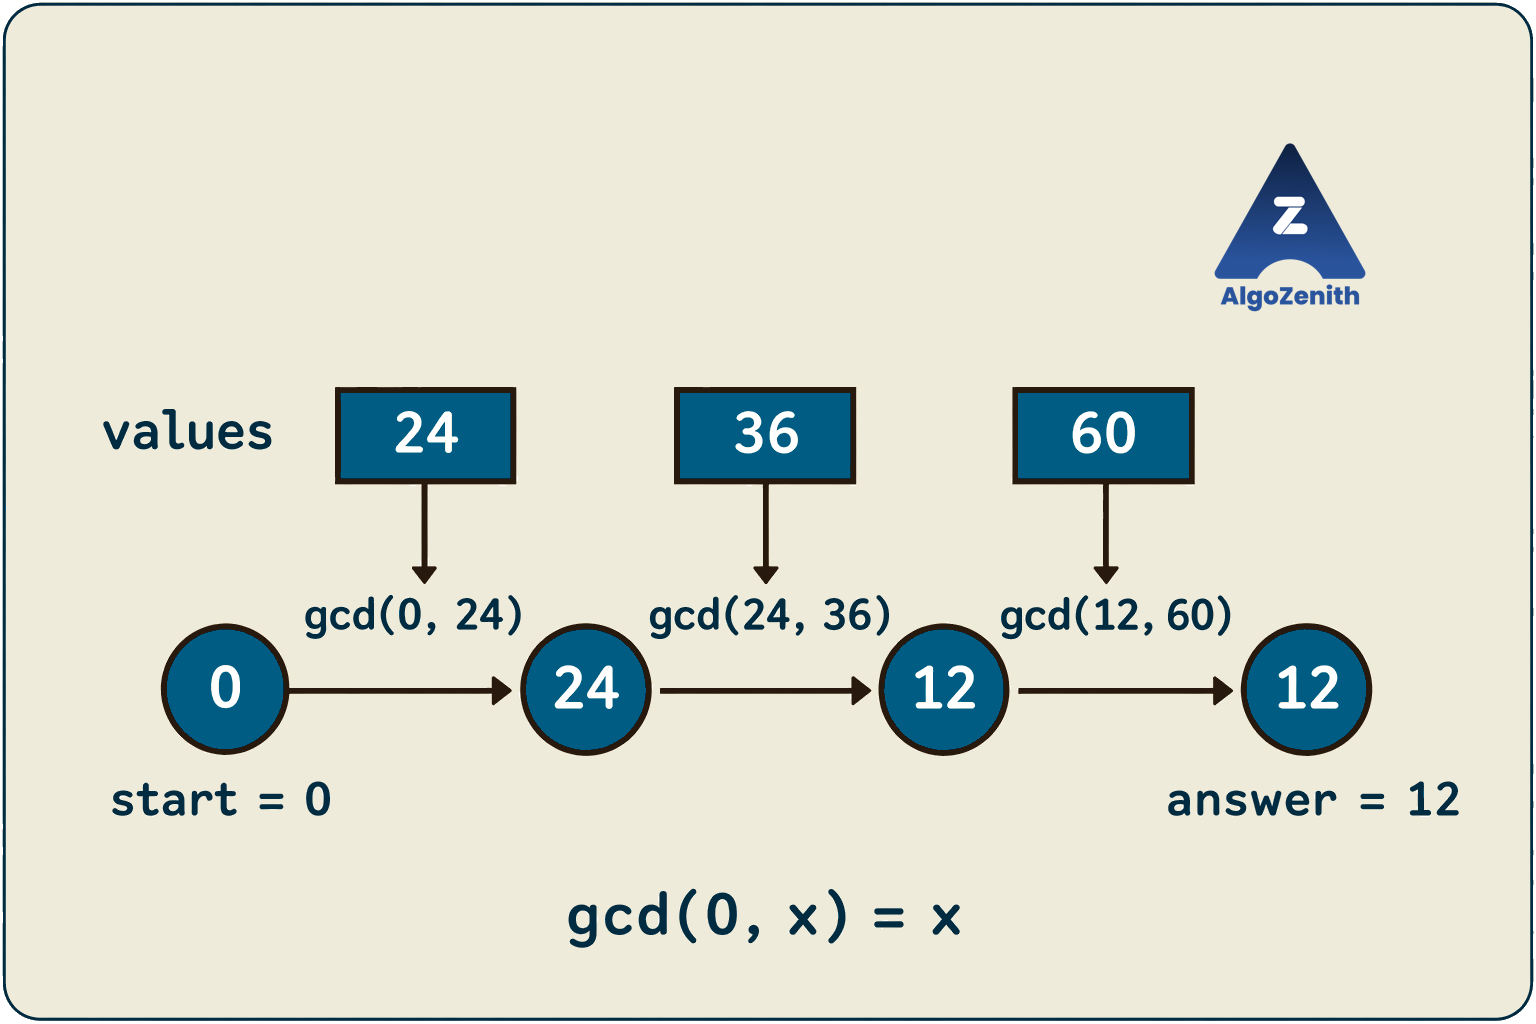 Z
AlgoZenith
values 24 36 60
gcd(0, 24) gcd(24, 36) gcd(12, 60)
0 24 12 12
start = 0 answer = 12
gcd(0, x) = x